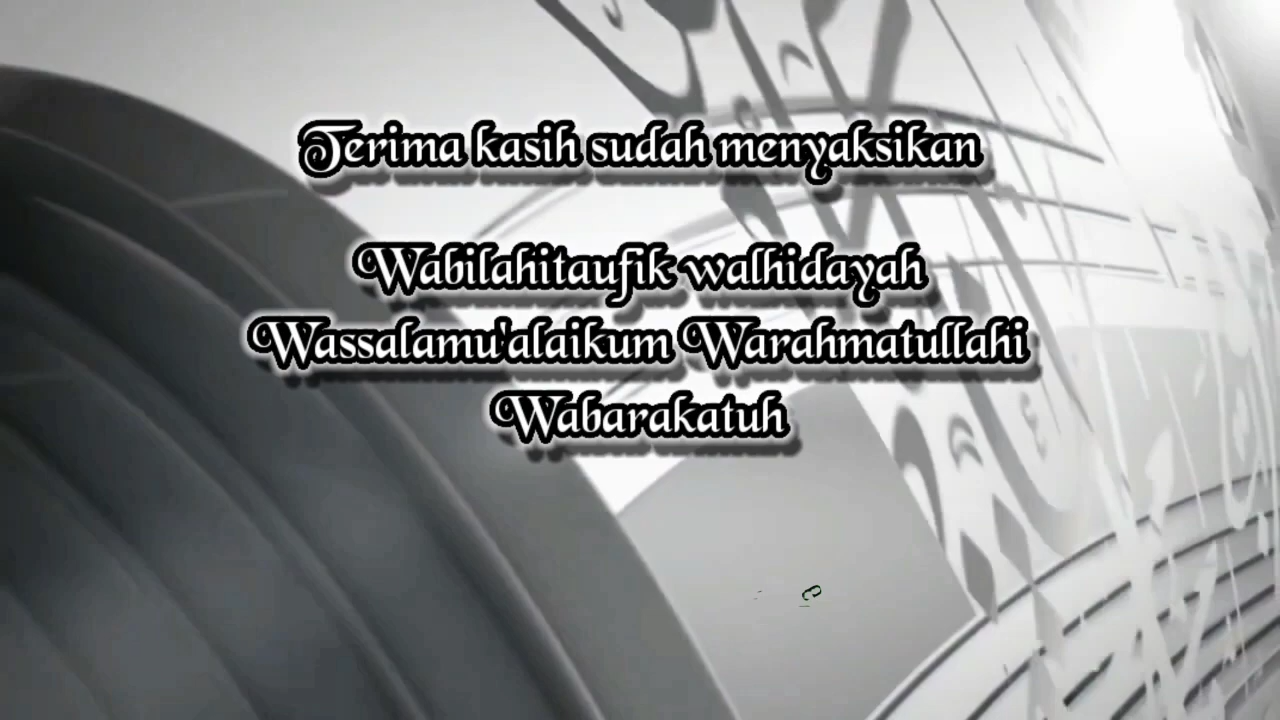 Terima kasih sudah menyaksikan
Wabilahitaufik walhidayah
Wassalamu'alaikum Warahmatullahi
Wabarakatuh